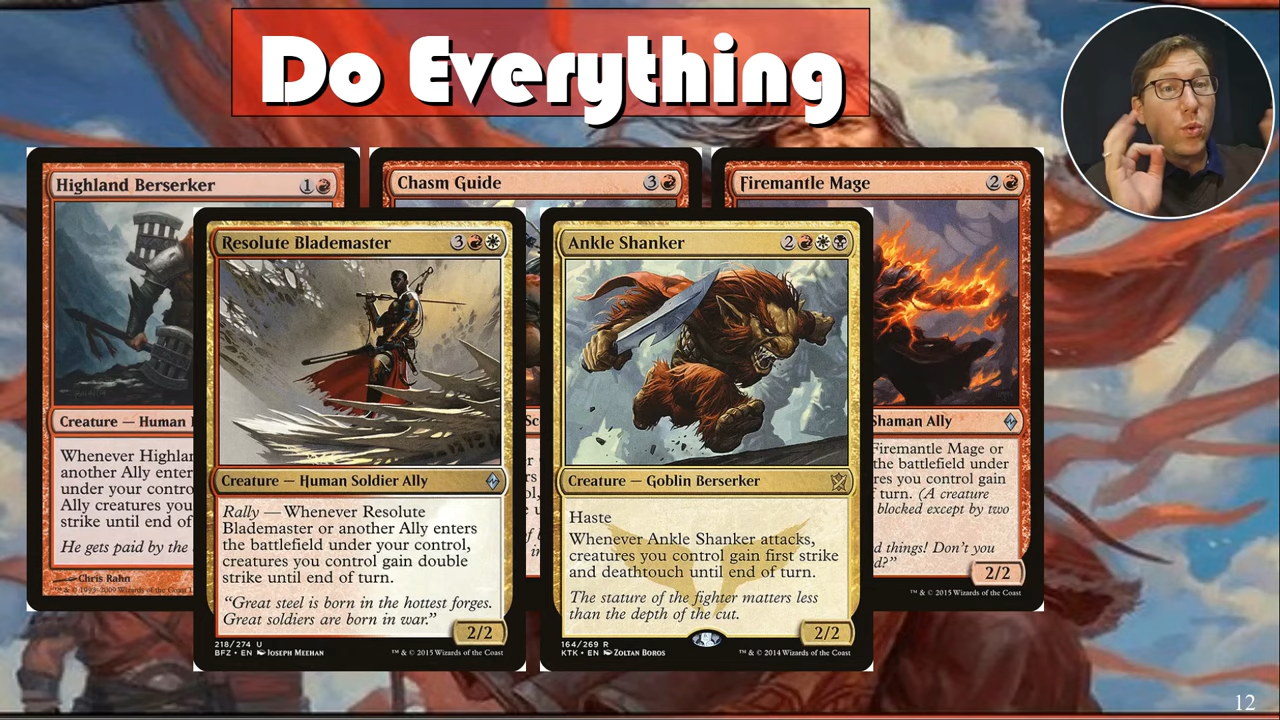 Do Everything
Highland Berserker 1
Chasm Guide 3
Firemantle Mage 2
Resolute Blademaster 3
Ankle Shanker 2
Creature — Human
Shaman Ally
Creature — Human Soldier Ally
Creature — Goblin Berserker
Whenever Highla
another Ally enter
under your contro
Ally creatures you
strike until end of
He gets paid by the
Chris Rahn
Rally — Whenever Resolute
Blademaster or another Ally enters
the battlefield under your control,
creatures you control gain double
strike until end of turn.
“Great steel is born in the hottest forges.
Great soldiers are born in war.”
2/2
218/274 U
BFZ • EN Joseph Meehan
™ & © 2015 Wizards of the Coast
Haste
Whenever Ankle Shanker attacks,
creatures you control gain first strike
and deathtouch until end of turn.
The stature of the fighter matters less
than the depth of the cut.
2/2
164/269 R
KTK • EN Zoltan Boros
™ & © 2014 Wizards of the Coast
Firemantle Mage or
the battlefield under
res you control gain
f turn. (A creature
blocked except by two
d things! Don’t you
d?”
2/2
™ & © 2015 Wizards of the Coast
12